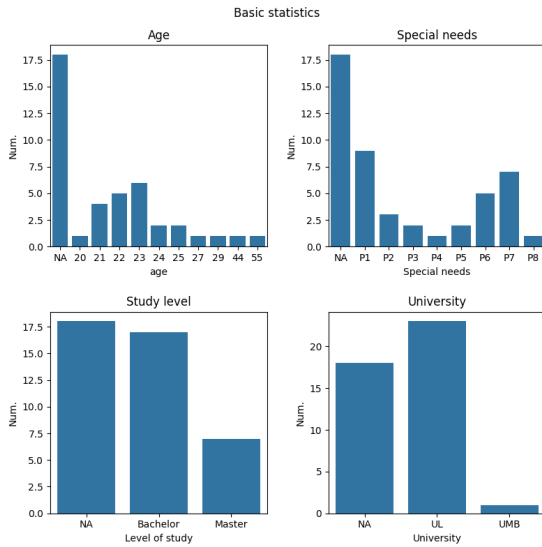 Basic statistics
Age
Special needs
17.5
15.0
12.5
10.0
7.5
5.0
2.5
0.0
Num.
NA 20 21 22 23 24 25 27 29 44 55
age
17.5
15.0
12.5
10.0
7.5
5.0
2.5
0.0
Num.
NA P1 P2 P3 P4 P5 P6 P7 P8
Special needs
Study level
University
17.5
15.0
12.5
10.0
7.5
5.0
2.5
0.0
Num.
NA Bachelor Master
Level of study
20
15
10
5
0
Num.
NA UL UMB
University